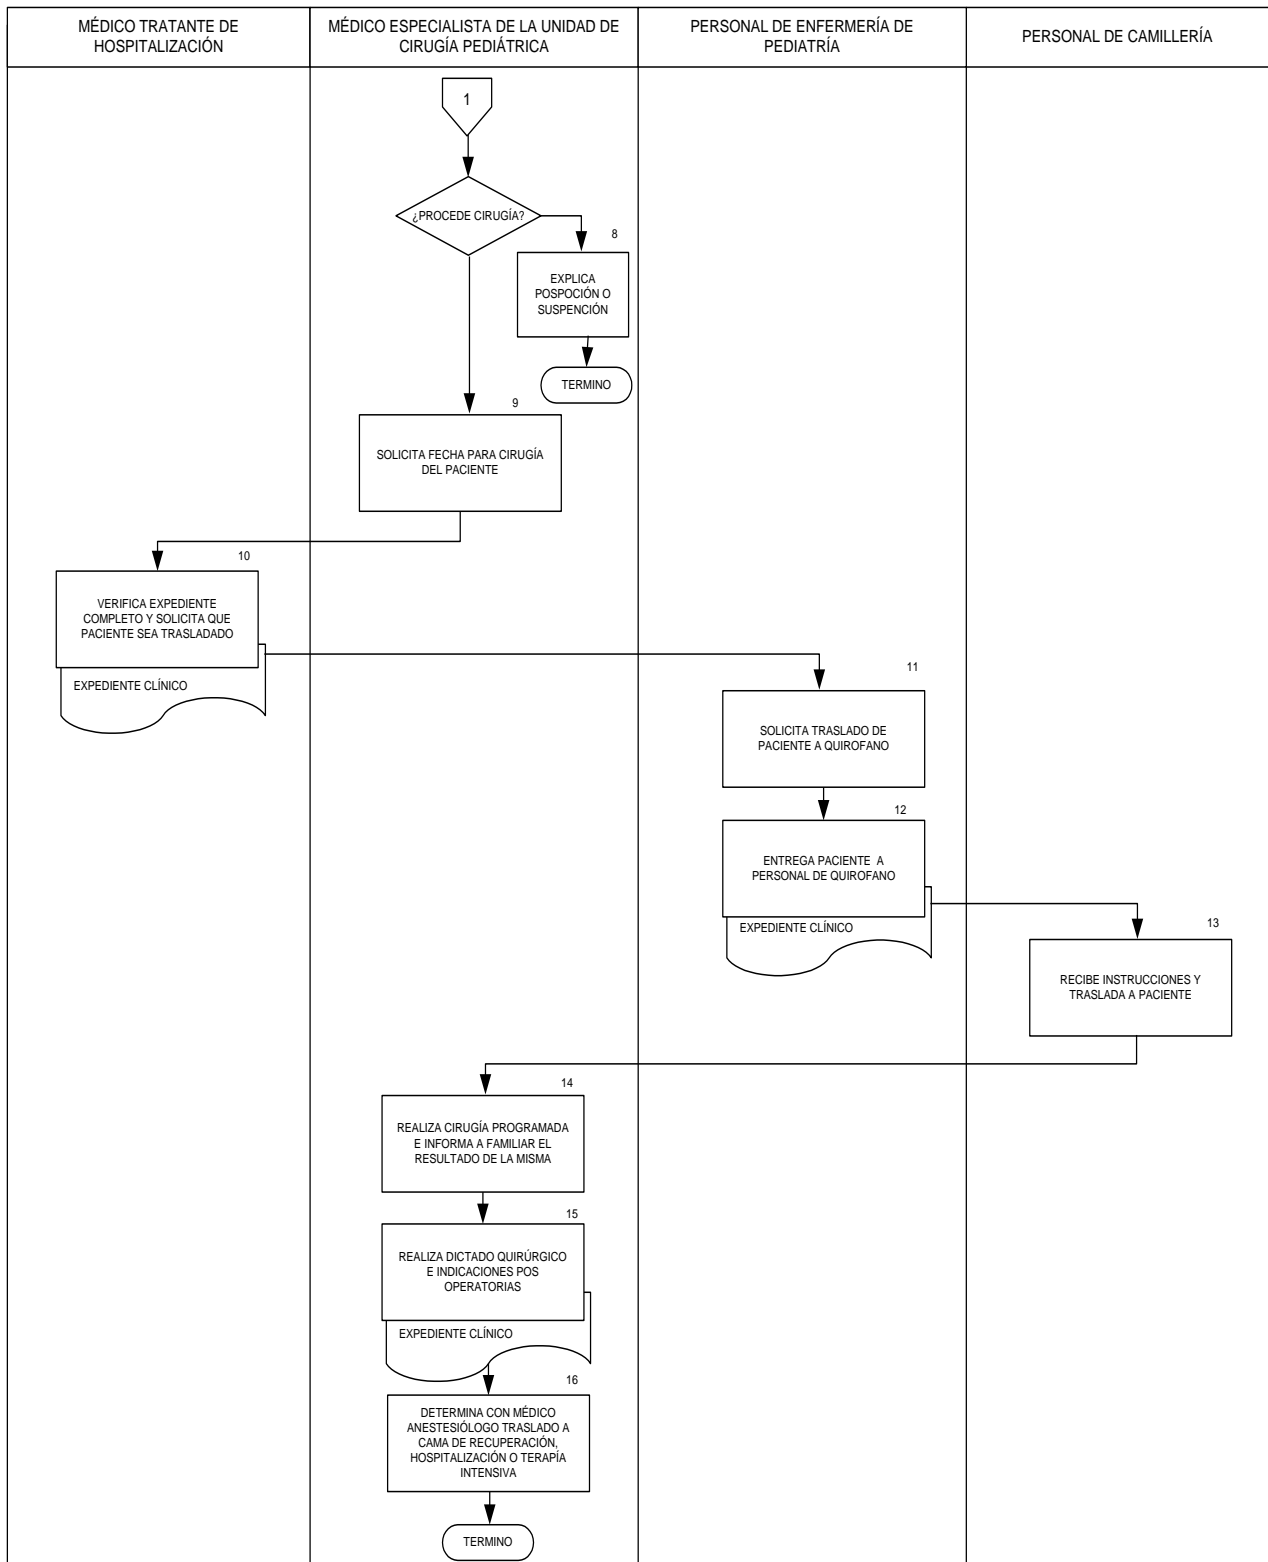 MÉDICO TRATANTE DE
HOSPITALIZACIÓN
MÉDICO ESPECIALISTA DE LA UNIDAD DE
CIRUGÍA PEDIÁTRICA
PERSONAL DE ENFERMERÍA DE
PEDIATRÍA
PERSONAL DE CAMILLERÍA
1
¿PROCEDE CIRUGÍA?
8
EXPLICA
POSPOCIÓN O
SUSPENCIÓN
TERMINO
9
SOLICITA FECHA PARA CIRUGÍA
DEL PACIENTE
10
VERIFICA EXPEDIENTE
COMPLETO Y SOLICITA QUE
PACIENTE SEA TRASLADADO
EXPEDIENTE CLÍNICO
11
SOLICITA TRASLADO DE
PACIENTE A QUIROFANO
12
ENTREGA PACIENTE A
PERSONAL DE QUIROFANO
EXPEDIENTE CLÍNICO
13
RECIBE INSTRUCCIONES Y
TRASLADA A PACIENTE
14
REALIZA CIRUGÍA PROGRAMADA
E INFORMA A FAMILIAR EL
RESULTADO DE LA MISMA
15
REALIZA DICTADO QUIRÚRGICO
E INDICACIONES POS
OPERATORIAS
EXPEDIENTE CLÍNICO
16
DETERMINA CON MÉDICO
ANESTESIÓLOGO TRASLADO A
CAMA DE RECUPERACIÓN,
HOSPITALIZACIÓN O TERAPÍA
INTENSIVA
TERMINO